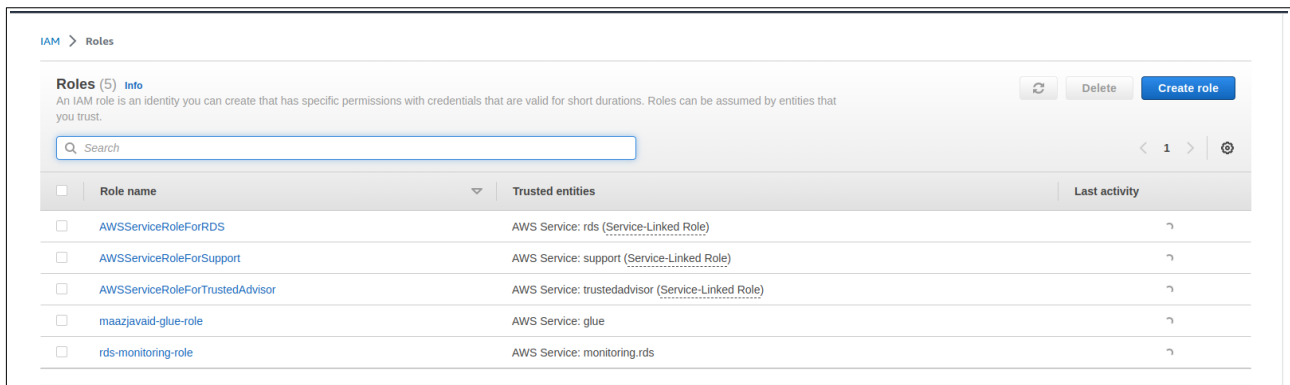 IAM > Roles
Roles (5) Info
An IAM role is an identity you can create that has specific permissions with credentials that are valid for short durations. Roles can be assumed by entities that
you trust.
Delete
Create role
Search
1
Role name
Trusted entities
Last activity
AWSServiceRoleForRDS
AWS Service: rds (Service-Linked Role)
AWSServiceRoleForSupport
AWS Service: support (Service-Linked Role)
AWSServiceRoleForTrustedAdvisor
AWS Service: trustedadvisor (Service-Linked Role)
maazjavaid-glue-role
AWS Service: glue
rds-monitoring-role
AWS Service: monitoring.rds